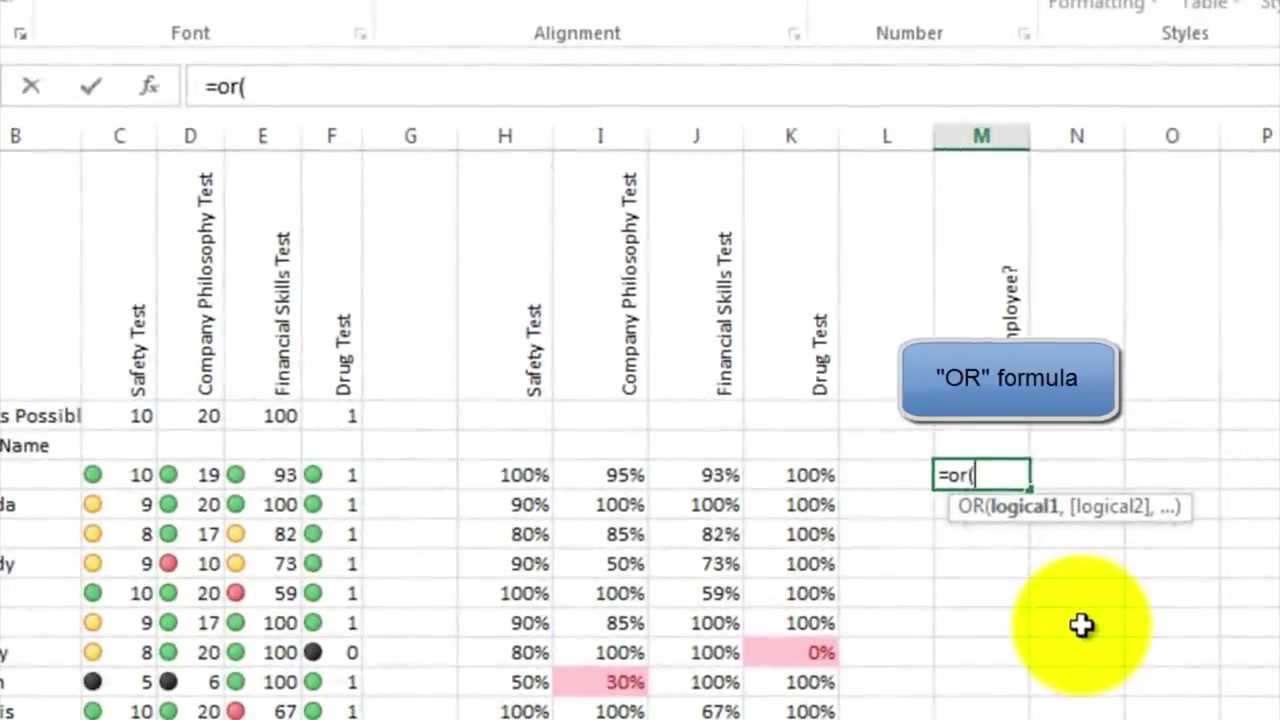 Formatting Table
Font Alignment Number Styles
fx =or(
B C D E F G H I J K L M N O P
Safety Test Company Philosophy Test Financial Skills Test Drug Test Safety Test Company Philosophy Test Financial Skills Test Drug Test mployee?
"OR" formula
s Possibl 10 20 100 1
Name
10 19 93 1 100% 95% 93% 100% =or(
da 9 20 100 1 90% 100% 100% 100% OR(logical1, [logical2], ...)
8 17 82 1 80% 85% 82% 100%
dy 9 10 73 1 90% 50% 73% 100%
10 20 59 1 100% 100% 59% 100%
9 17 100 1 90% 85% 100% 100%
y 8 20 100 0 80% 100% 100% 0%
n 5 6 100 1 50% 30% 100% 100%
is 10 20 67 1 100% 100% 67% 100%